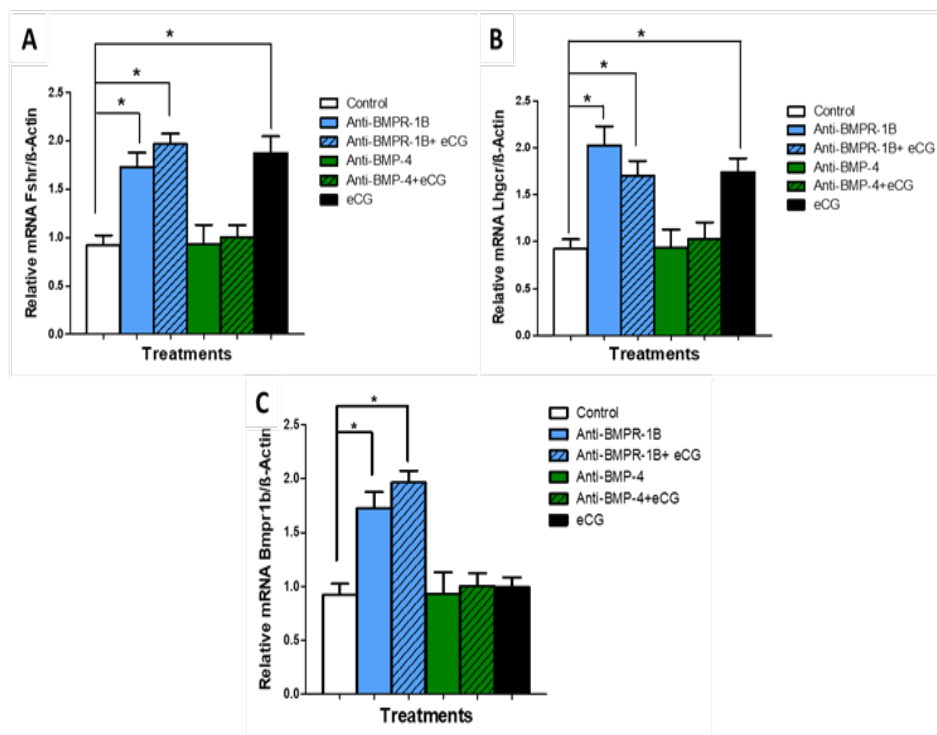 A
*
*
*
Relative mRNA Fshr/ß-Actin
2.5
2.0
1.5
1.0
0.5
0.0
Treatments
Control
Anti-BMPR-1B
Anti-BMPR-1B+ eCG
Anti-BMP-4
Anti-BMP-4+eCG
eCG
B
*
*
*
Relative mRNA Lhgcr/ß-Actin
2.5
2.0
1.5
1.0
0.5
0.0
Treatments
Control
Anti-BMPR-1B
Anti-BMPR-1B+ eCG
Anti-BMP-4
Anti-BMP-4+eCG
eCG
C
*
*
Relative mRNA Bmpr1b/ß-Actin
2.5
2.0
1.5
1.0
0.5
0.0
Treatments
Control
Anti-BMPR-1B
Anti-BMPR-1B+ eCG
Anti-BMP-4
Anti-BMP-4+eCG
eCG